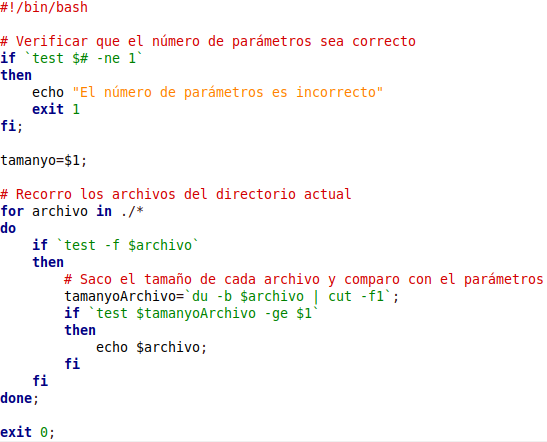 #!/bin/bash

# Verificar que el número de parámetros sea correcto
if `test $# -ne 1`
then
    echo "El número de parámetros es incorrecto"
    exit 1
fi;

tamanyo=$1;

# Recorro los archivos del directorio actual
for archivo in ./*
do
    if `test -f $archivo`
    then
        # Saco el tamaño de cada archivo y comparo con el parámetros
        tamanyoArchivo=`du -b $archivo | cut -f1`;
        if `test $tamanyoArchivo -ge $1`
        then
            echo $archivo;
        fi
    fi
done;

exit 0;